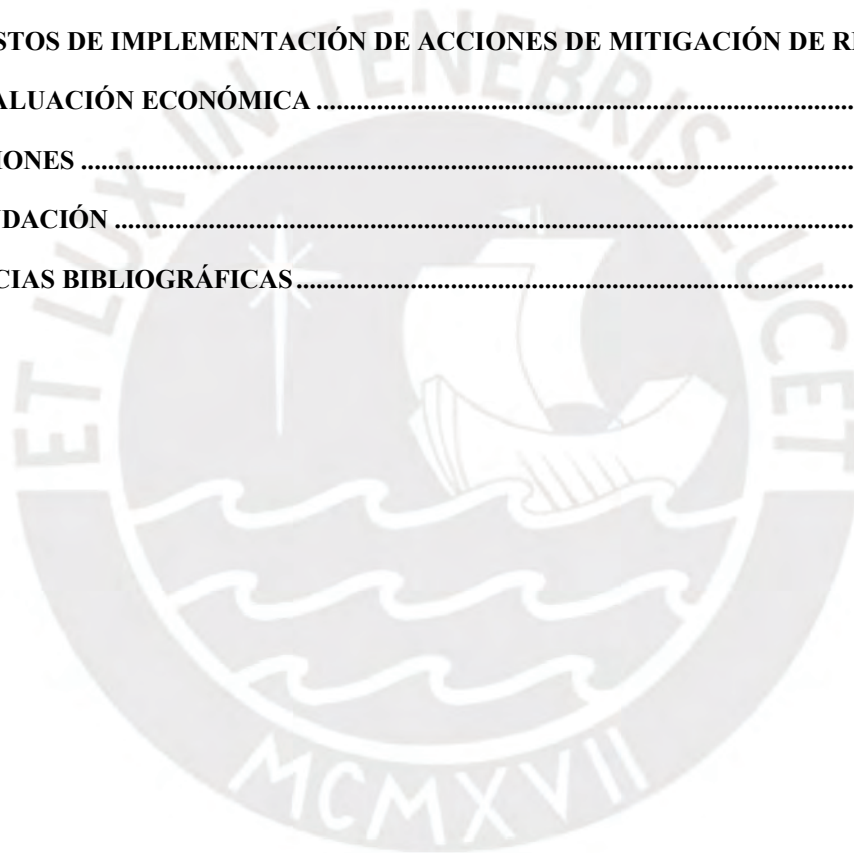 STOS DE IMPLEMENTACIÓN DE ACCIONES DE MITIGACIÓN DE R
ALUACIÓN ECONÓMICA ........................................................................................
IONES ........................................................................................................................
NDACIÓN ..................................................................................................................
CIAS BIBLIOGRÁFICAS ...........................................................................................
ET LUX IN TENEBRIS LUCET
MCMXVII